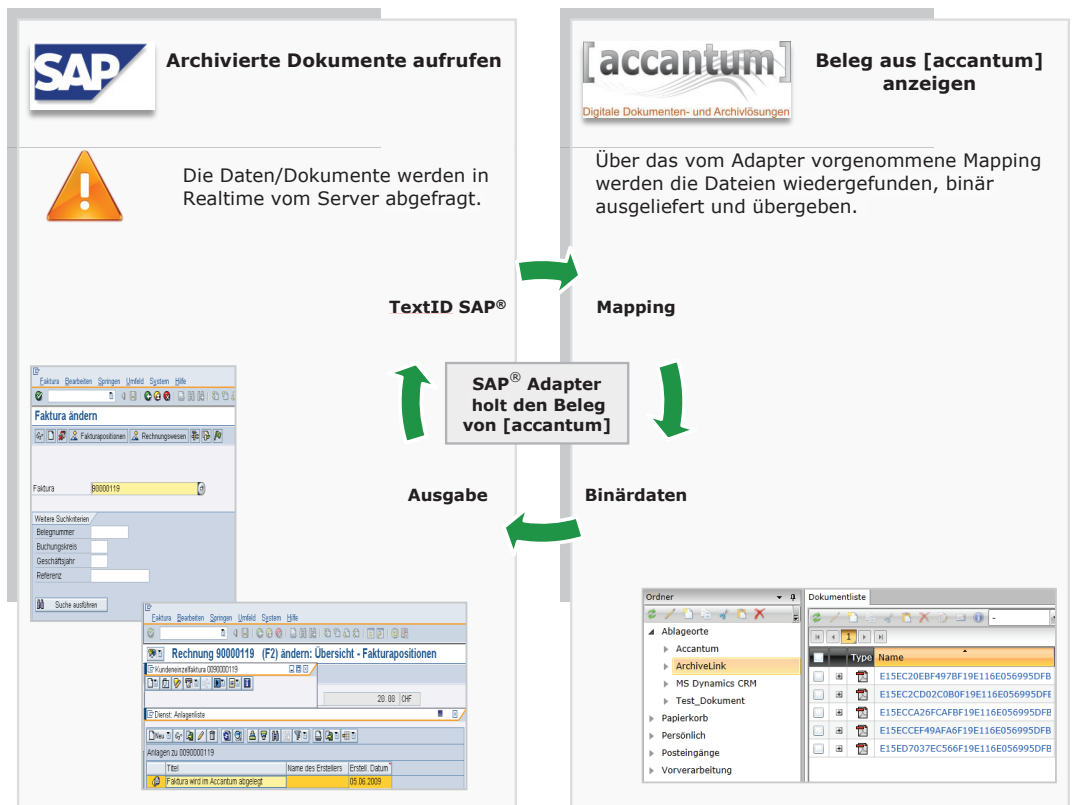 SAP
Archivierte Dokumente aufrufen
Die Daten/Dokumente werden in
Realtime vom Server abgefragt.
[accantum]
Digitale Dokumenten- und Archivlösungen
Beleg aus [accantum]
anzeigen
Über das vom Adapter vorgenommene Mapping
werden die Dateien wiedergefunden, binär
ausgeliefert und übergeben.
TextID SAP®
Mapping
SAP® Adapter
holt den Beleg
von [accantum]
Ausgabe
Binärdaten
Faktura Bearbeiten Springen Umfeld System Hilfe
Faktura ändern
Fakturapositionen Rechnungswesen
Faktura 90000119
Weitere Suchkriterien
Belegnummer
Buchungskreis
Geschäftsjahr
Referenz
Suche ausführen
Faktura Bearbeiten Springen Umfeld System Hilfe
Rechnung 90000119 (F2) ändern: Übersicht - Fakturapositionen
Kundeneinzelfaktura 0090000119
20.00 CHF
Dienst: Anlagenliste
Neu
Anlagen zu 0090000119
Titel Name des Erstellers Erstell. Datum
Faktura wird im Accantum abgelegt 05.06.2009
Ordner
Ablageorte
Accantum
ArchiveLink
MS Dynamics CRM
Test_Dokument
Papierkorb
Persönlich
Posteingänge
Vorverarbeitung
Dokumentliste
-
1
Type Name
E15EC20EBF497BF19E116E056995DFB
E15EC2CD02C0B0F19E116E056995DFE
E15ECCA26FCAFBF19E116E056995DFB
E15ECCEF49AFA6F19E116E056995DFB
E15ED7037EC566F19E116E056995DFB